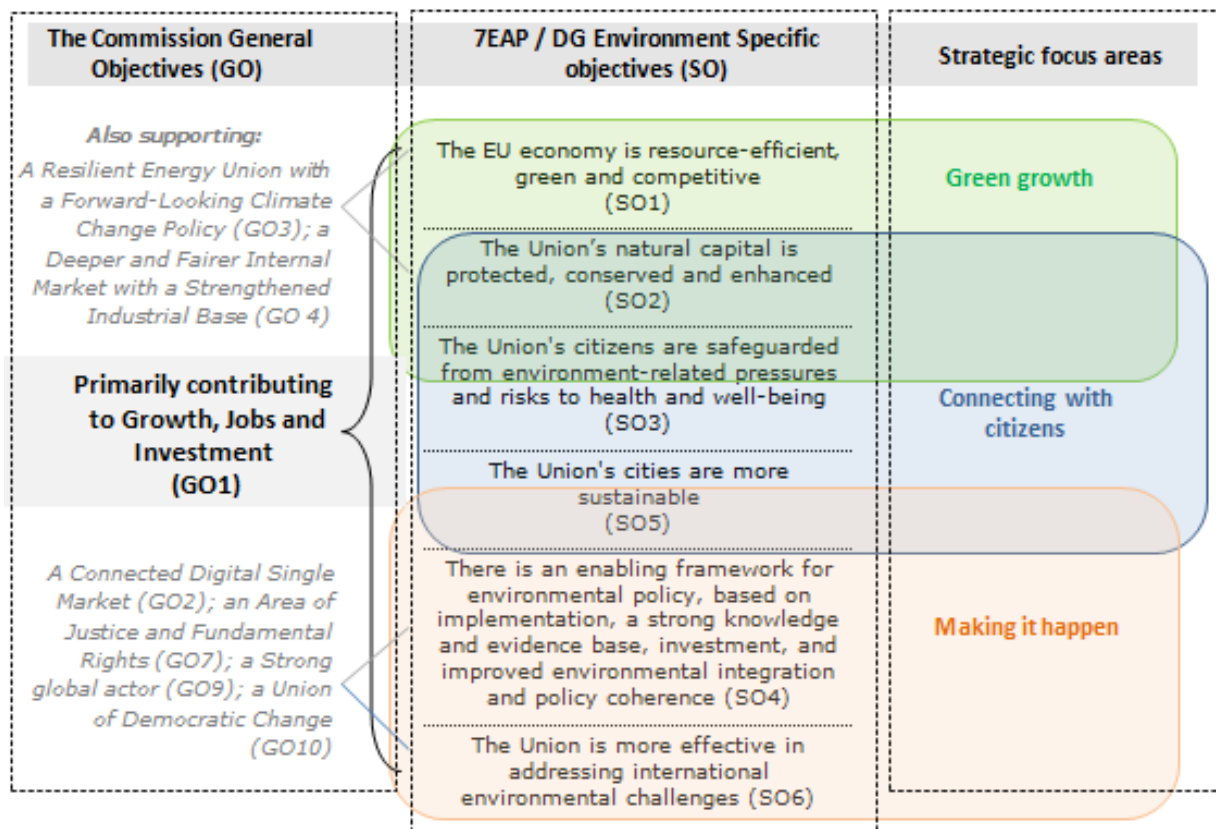 The Commission General
Objectives (GO)
7EAP / DG Environment Specific
objectives (SO)
Strategic focus areas
Also supporting:
A Resilient Energy Union with
a Forward-Looking Climate
Change Policy (GO3); a
Deeper and Fairer Internal
Market with a Strengthened
Industrial Base (GO 4)
Primarily contributing
to Growth, Jobs and
Investment
(GO1)
A Connected Digital Single
Market (GO2); an Area of
Justice and Fundamental
Rights (GO7); a Strong
global actor (GO9); a Union
of Democratic Change
(GO10)
The EU economy is resource-efficient,
green and competitive
(SO1)
The Union’s natural capital is
protected, conserved and enhanced
(SO2)
The Union's citizens are safeguarded
from environment-related pressures
and risks to health and well-being
(SO3)
The Union's cities are more
sustainable
(SO5)
There is an enabling framework for
environmental policy, based on
implementation, a strong knowledge
and evidence base, investment, and
improved environmental integration
and policy coherence (SO4)
The Union is more effective in
addressing international
environmental challenges (SO6)
Green growth
Connecting with
citizens
Making it happen